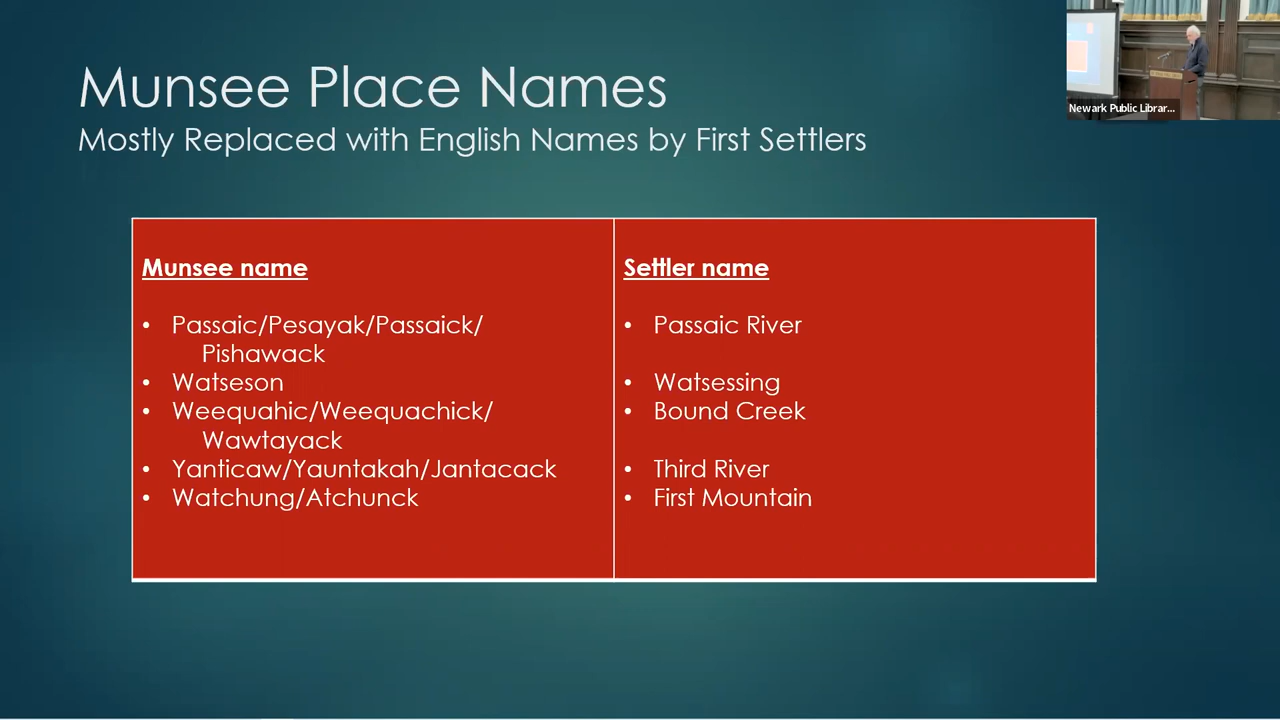 Munsee Place Names
Mostly Replaced with English Names by First Settlers
Newark Public Librar...
Munsee name
• Passaic/Pesayak/Passaick/
Pishawack
• Watseson
• Weequahic/Weequachick/
Wawtayack
• Yanticaw/Yauntakah/Jantacack
• Watchung/Atchunck
Settler name
• Passaic River
• Watsessing
• Bound Creek
• Third River
• First Mountain